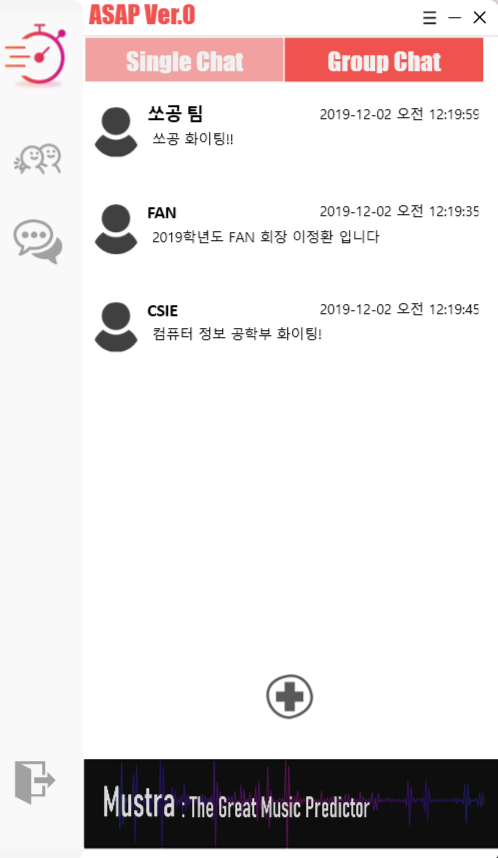 ASAP Ver.0
Single Chat
Group Chat
쏘공 팀
2019-12-02 오전 12:19:59
쏘공 화이팅!!
FAN
2019-12-02 오전 12:19:35
2019학년도 FAN 회장 이정환 입니다
CSIE
2019-12-02 오전 12:19:45
컴퓨터 정보 공학부 화이팅!
Mustra : The Great Music Predictor